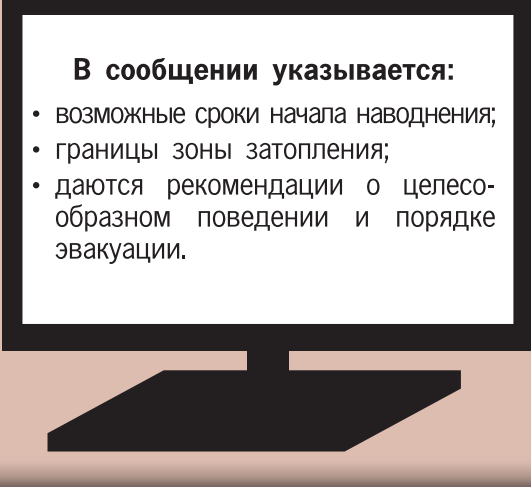 В сообщении указывается:
• возможные сроки начала наводнения;
• границы зоны затопления;
• даются рекомендации о целесо-
образном поведении и порядке
эвакуации.